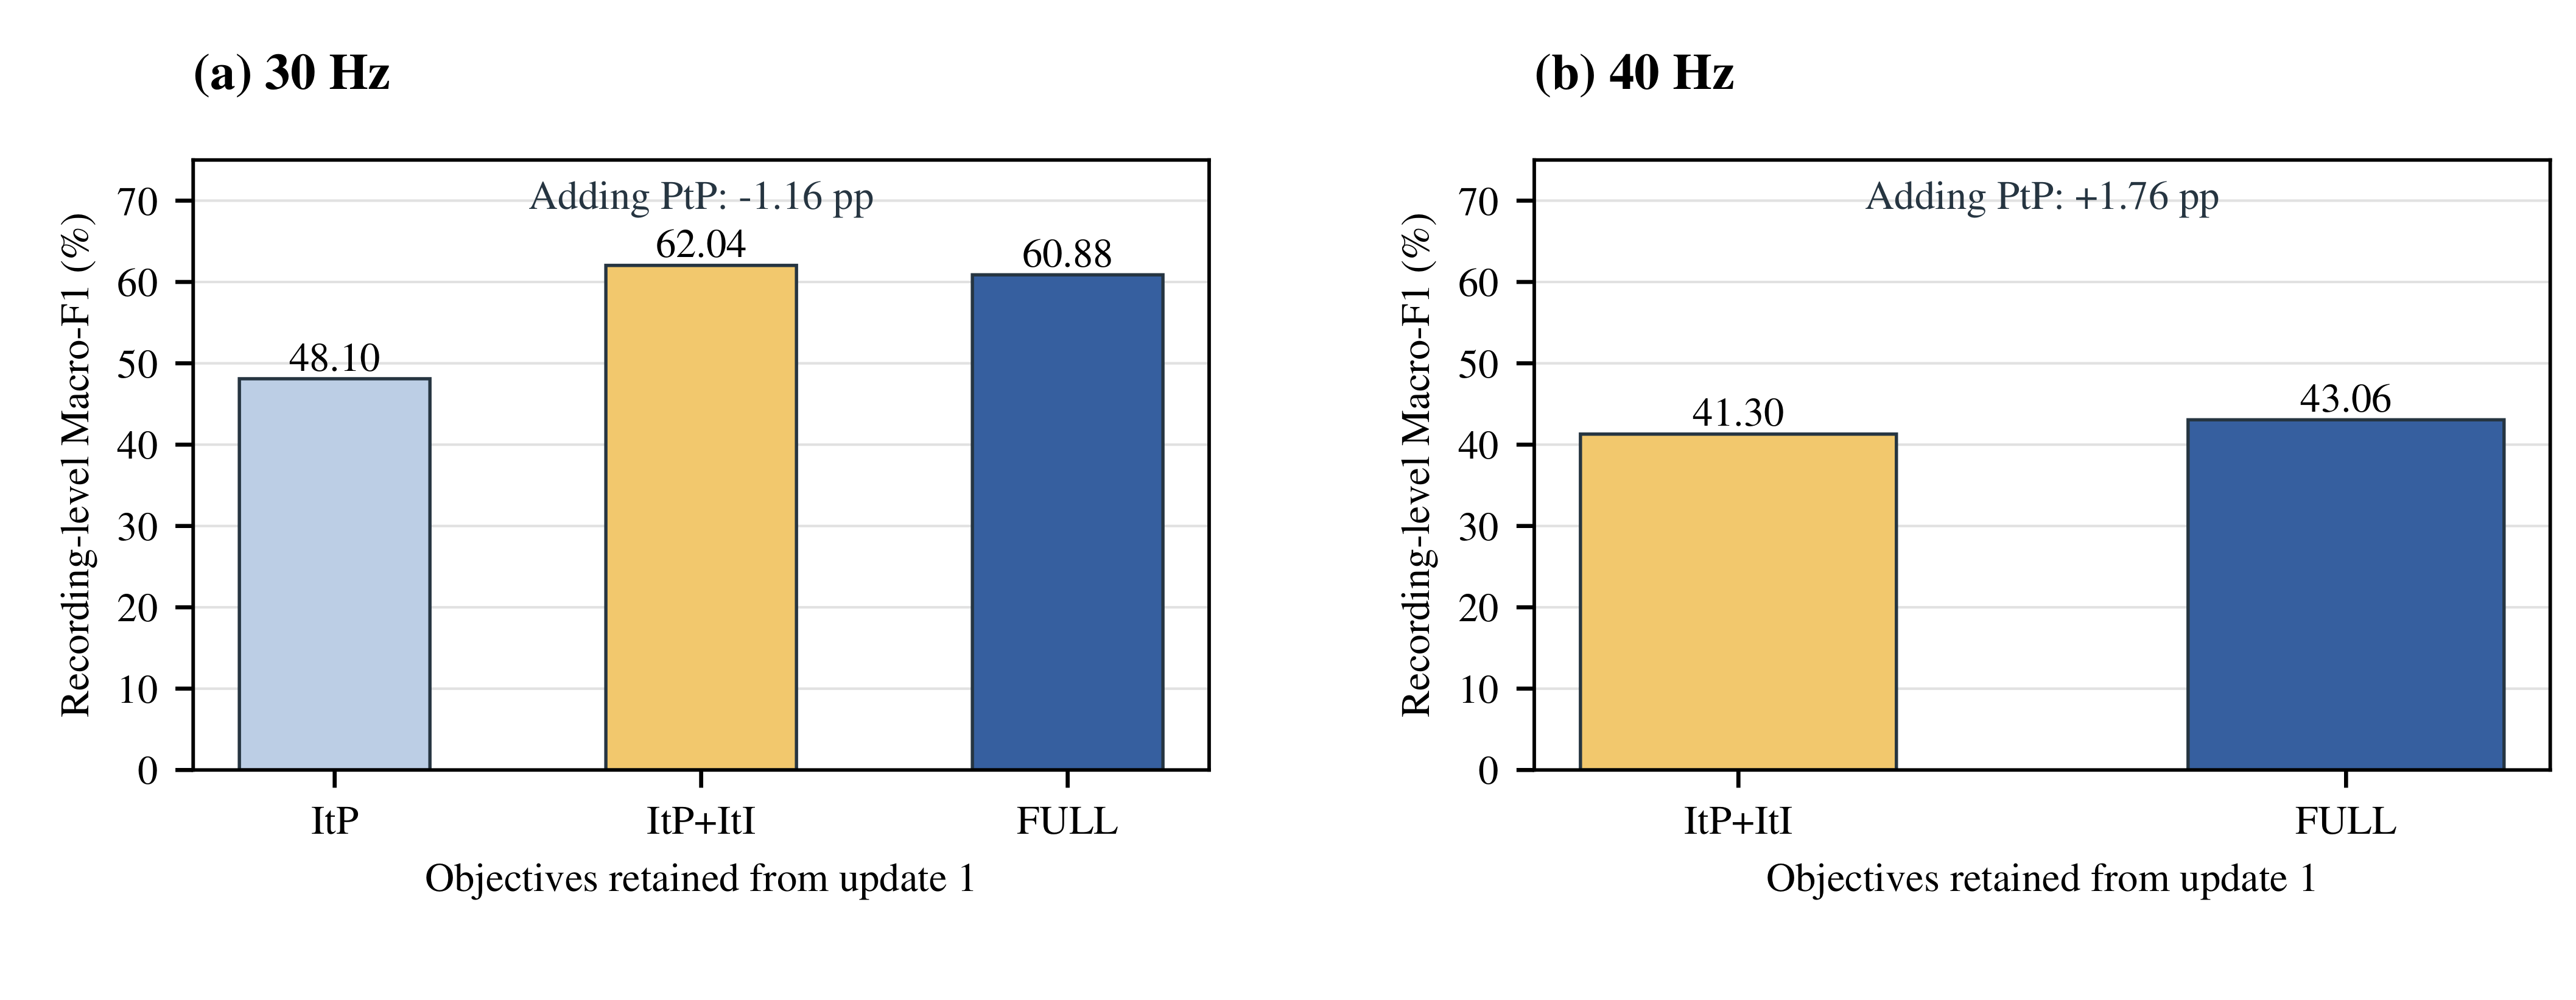 (a) 30 Hz
Adding PtP: -1.16 pp
62.04
60.88
48.10
70
60
50
40
30
20
10
0
Recording-level Macro-F1 (%)
ItP
ItP+ItI
FULL
Objectives retained from update 1
(b) 40 Hz
Adding PtP: +1.76 pp
43.06
41.30
70
60
50
40
30
20
10
0
Recording-level Macro-F1 (%)
ItP+ItI
FULL
Objectives retained from update 1